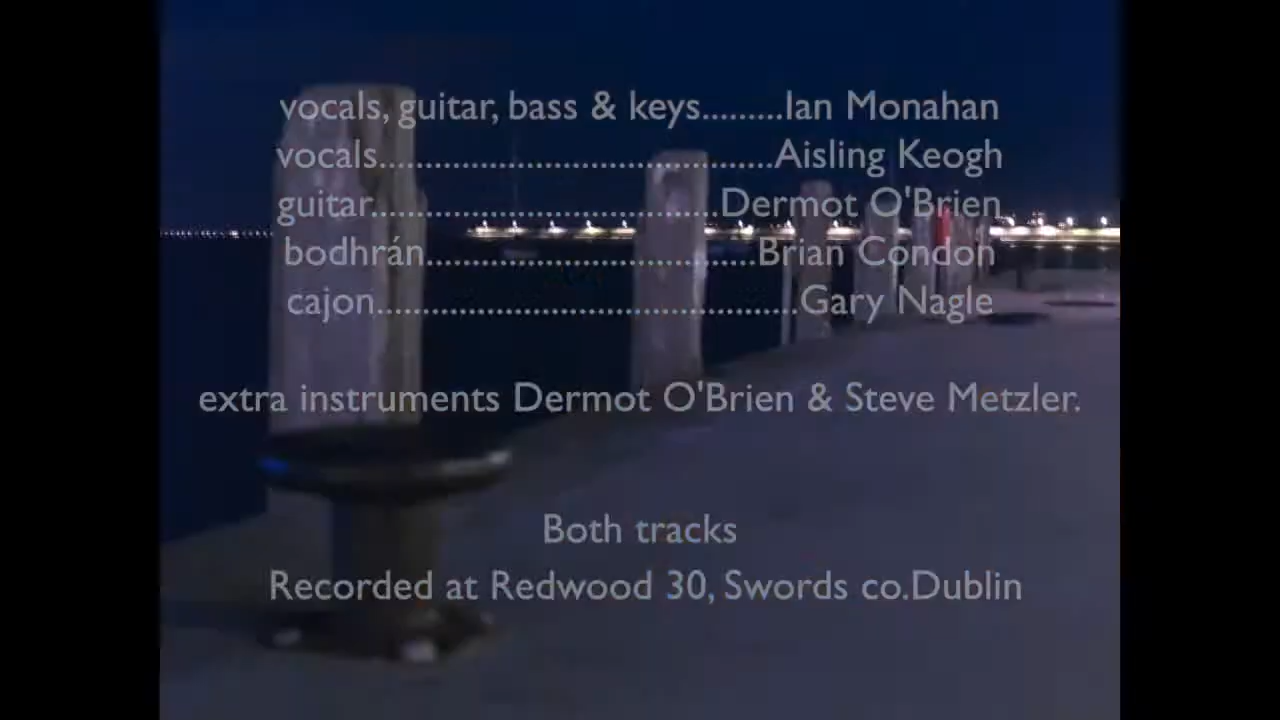 vocals, guitar, bass & keys.........Ian Monahan
vocals............................................Aisling Keogh
guitar.......................................Dermot O'Brien
bodhrán.....................................Brian Condon
cajon...............................................Gary Nagle
extra instruments Dermot O'Brien & Steve Metzler.
Both tracks
Recorded at Redwood 30, Swords co.Dublin